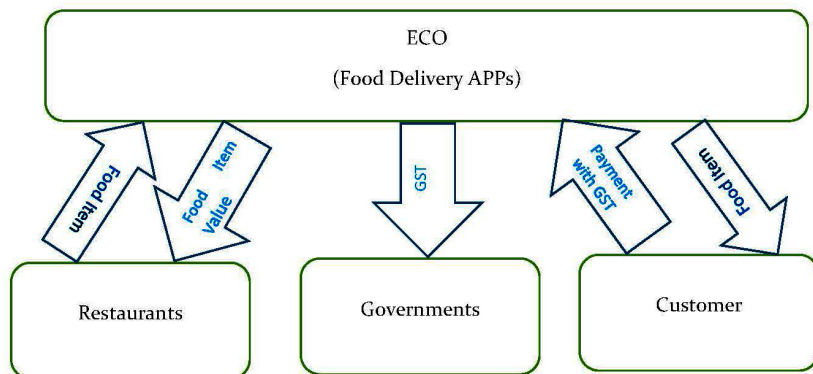 ECO
(Food Delivery APPs)
Food Item
Food Item
Value
GST
Payment
with GST
Food Item
Restaurants
Governments
Customer